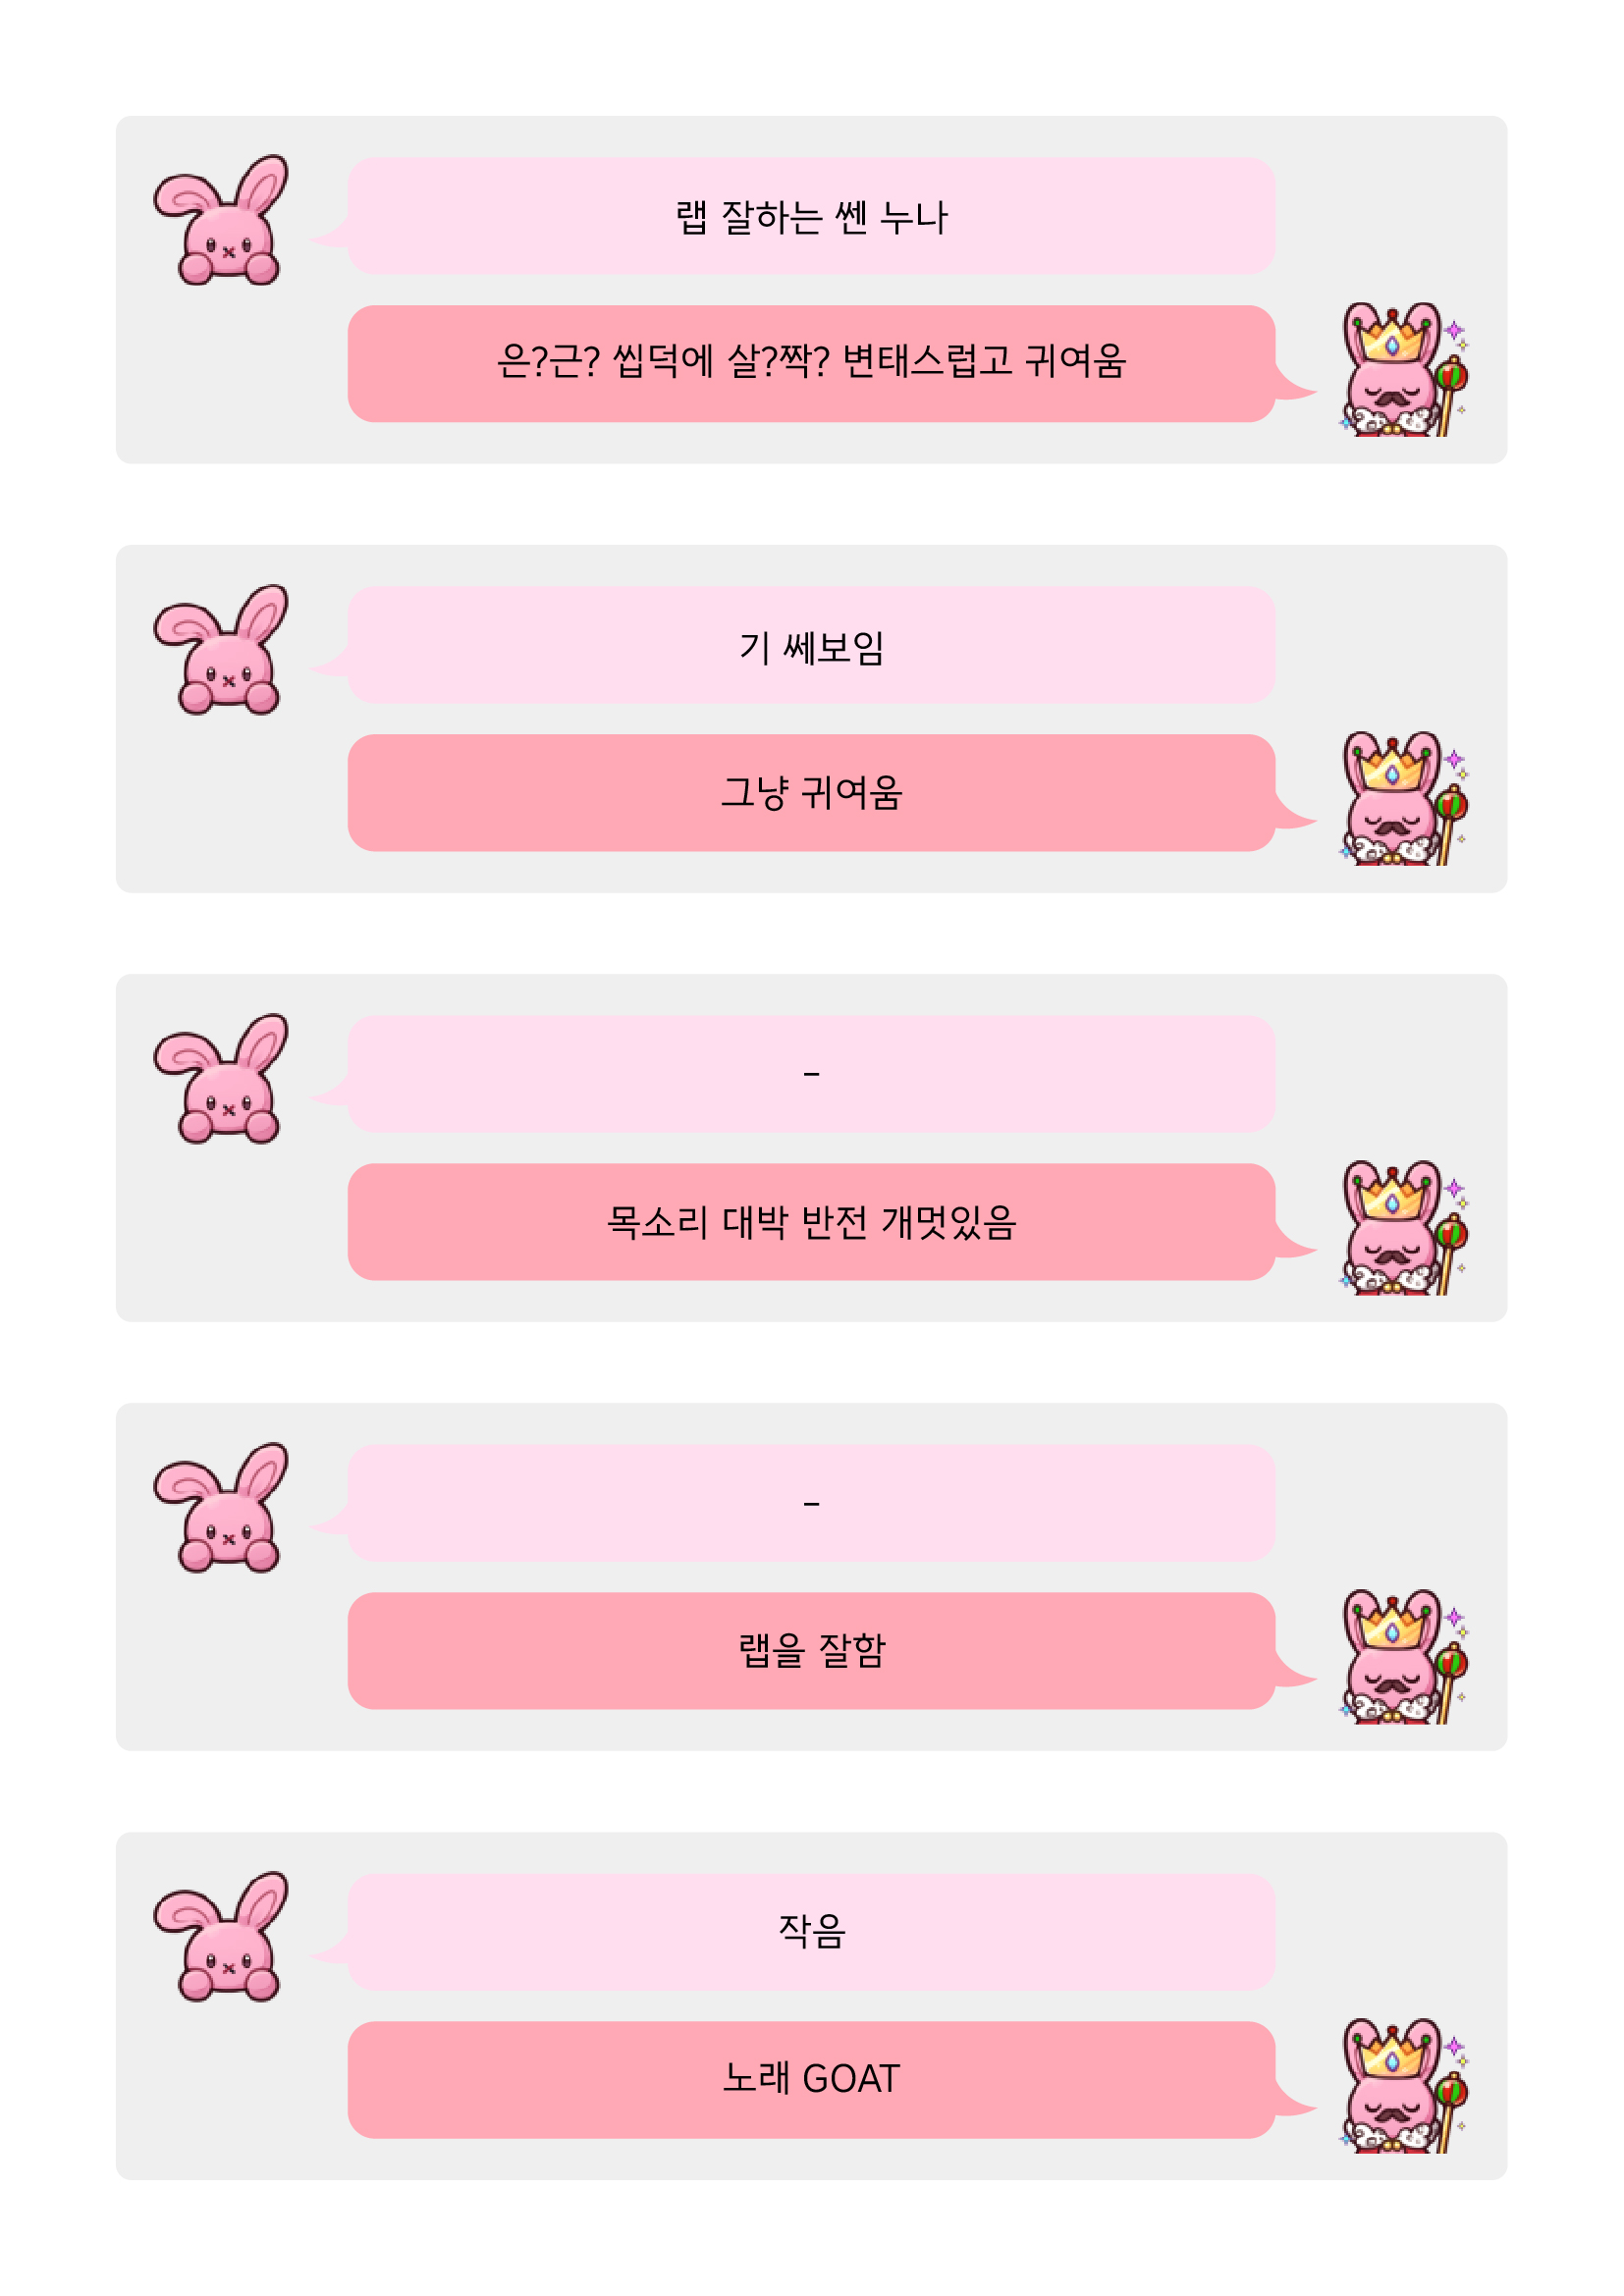 랩 잘하는 쎈 누나
은?근? 씹덕에 살?짝? 변태스럽고 귀여움
기 쎄보임
그냥 귀여움
–
목소리 대박 반전 개멋있음
–
랩을 잘함
작음
노래 GOAT